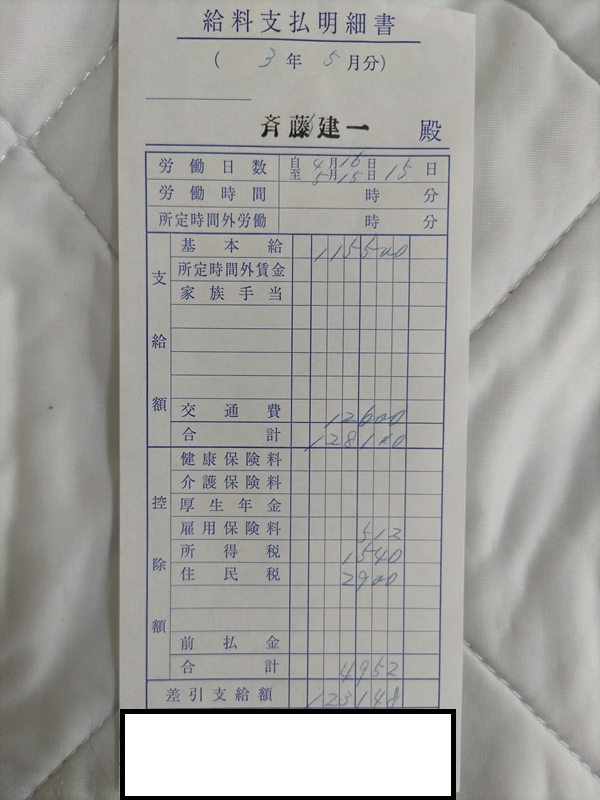 給料支払明細書
( 3年 5月分)
斉藤建一 殿
労働日数 自 4月16日 至 5月15日 15日
労働時間 時 分
所定時間外労働 時 分
支給額
基本給 115500
所定時間外賃金
家族手当
交通費 12600
合計 128100
控除額
健康保険料
介護保険料
厚生年金
雇用保険料 512
所得税 1540
住民税 2900
前払金
合計 4952
差引支給額 123148